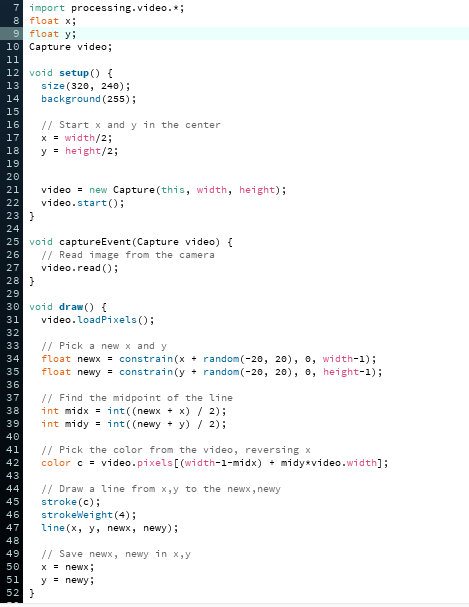 7 import processing.video.*;
8 float x;
9 float y;
10 Capture video;
11
12 void setup() {
13   size(320, 240);
14   background(255);
15
16   // Start x and y in the center
17   x = width/2;
18   y = height/2;
19
20
21   video = new Capture(this, width, height);
22   video.start();
23 }
24
25 void captureEvent(Capture video) {
26   // Read image from the camera
27   video.read();
28 }
29
30 void draw() {
31   video.loadPixels();
32
33   // Pick a new x and y
34   float newx = constrain(x + random(-20, 20), 0, width-1);
35   float newy = constrain(y + random(-20, 20), 0, height-1);
36
37   // Find the midpoint of the line
38   int midx = int((newx + x) / 2);
39   int midy = int((newy + y) / 2);
40
41   // Pick the color from the video, reversing x
42   color c = video.pixels[(width-1-midx) + midy*video.width];
43
44   // Draw a line from x,y to the newx,newy
45   stroke(c);
46   strokeWeight(4);
47   line(x, y, newx, newy);
48
49   // Save newx, newy in x,y
50   x = newx;
51   y = newy;
52 }